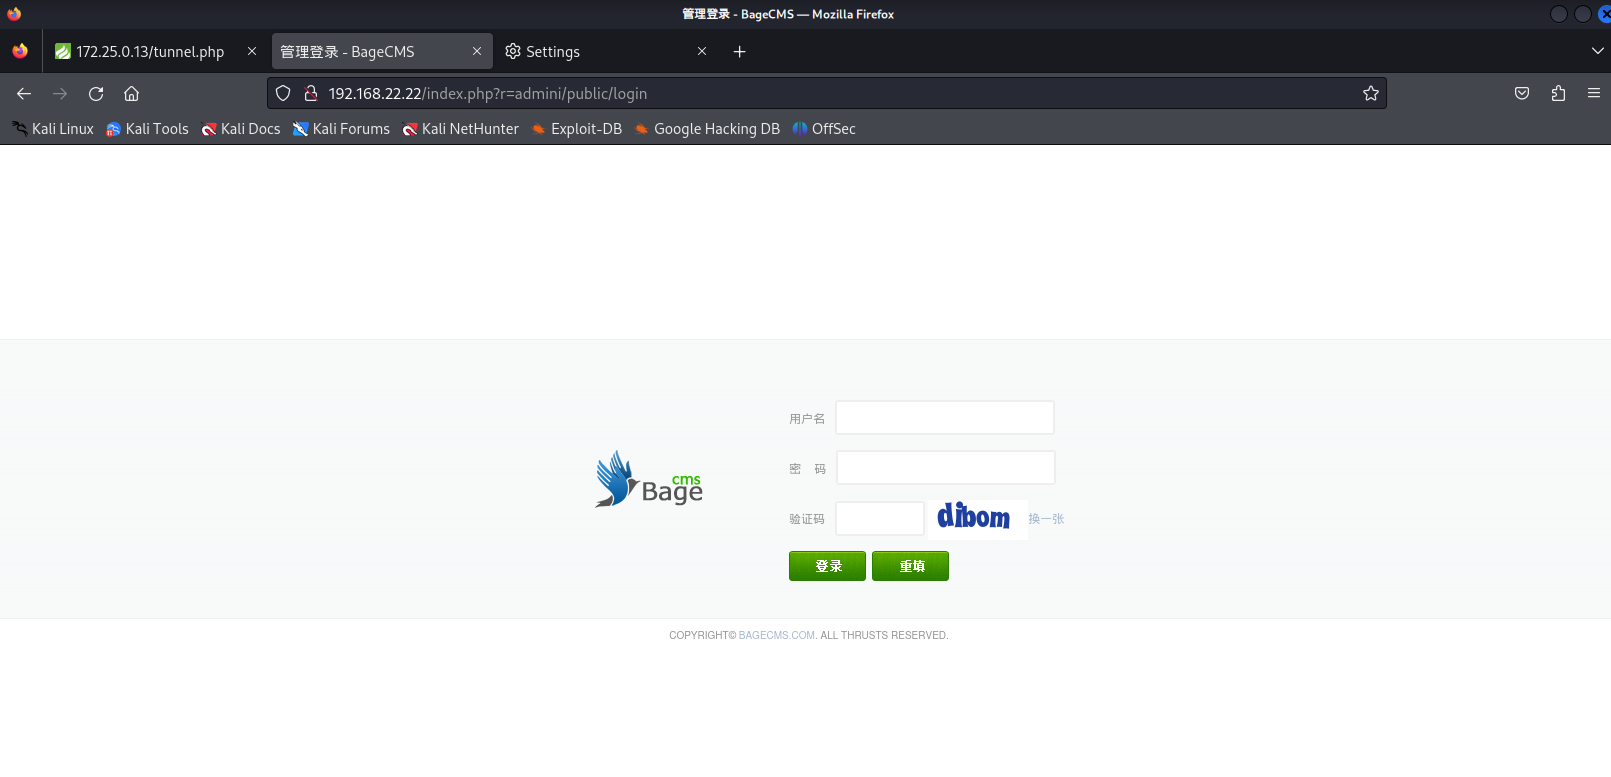 管理登录 - BageCMS — Mozilla Firefox
172.25.0.13/tunnel.php
管理登录 - BageCMS
Settings
192.168.22.22/index.php?r=admini/public/login
Kali Linux
Kali Tools
Kali Docs
Kali Forums
Kali NetHunter
Exploit-DB
Google Hacking DB
OffSec
用户名
Bage cms
密 码
验证码
dibom
换一张
登录
重填
COPYRIGHT© BAGECMS.COM. ALL THRUSTS RESERVED.